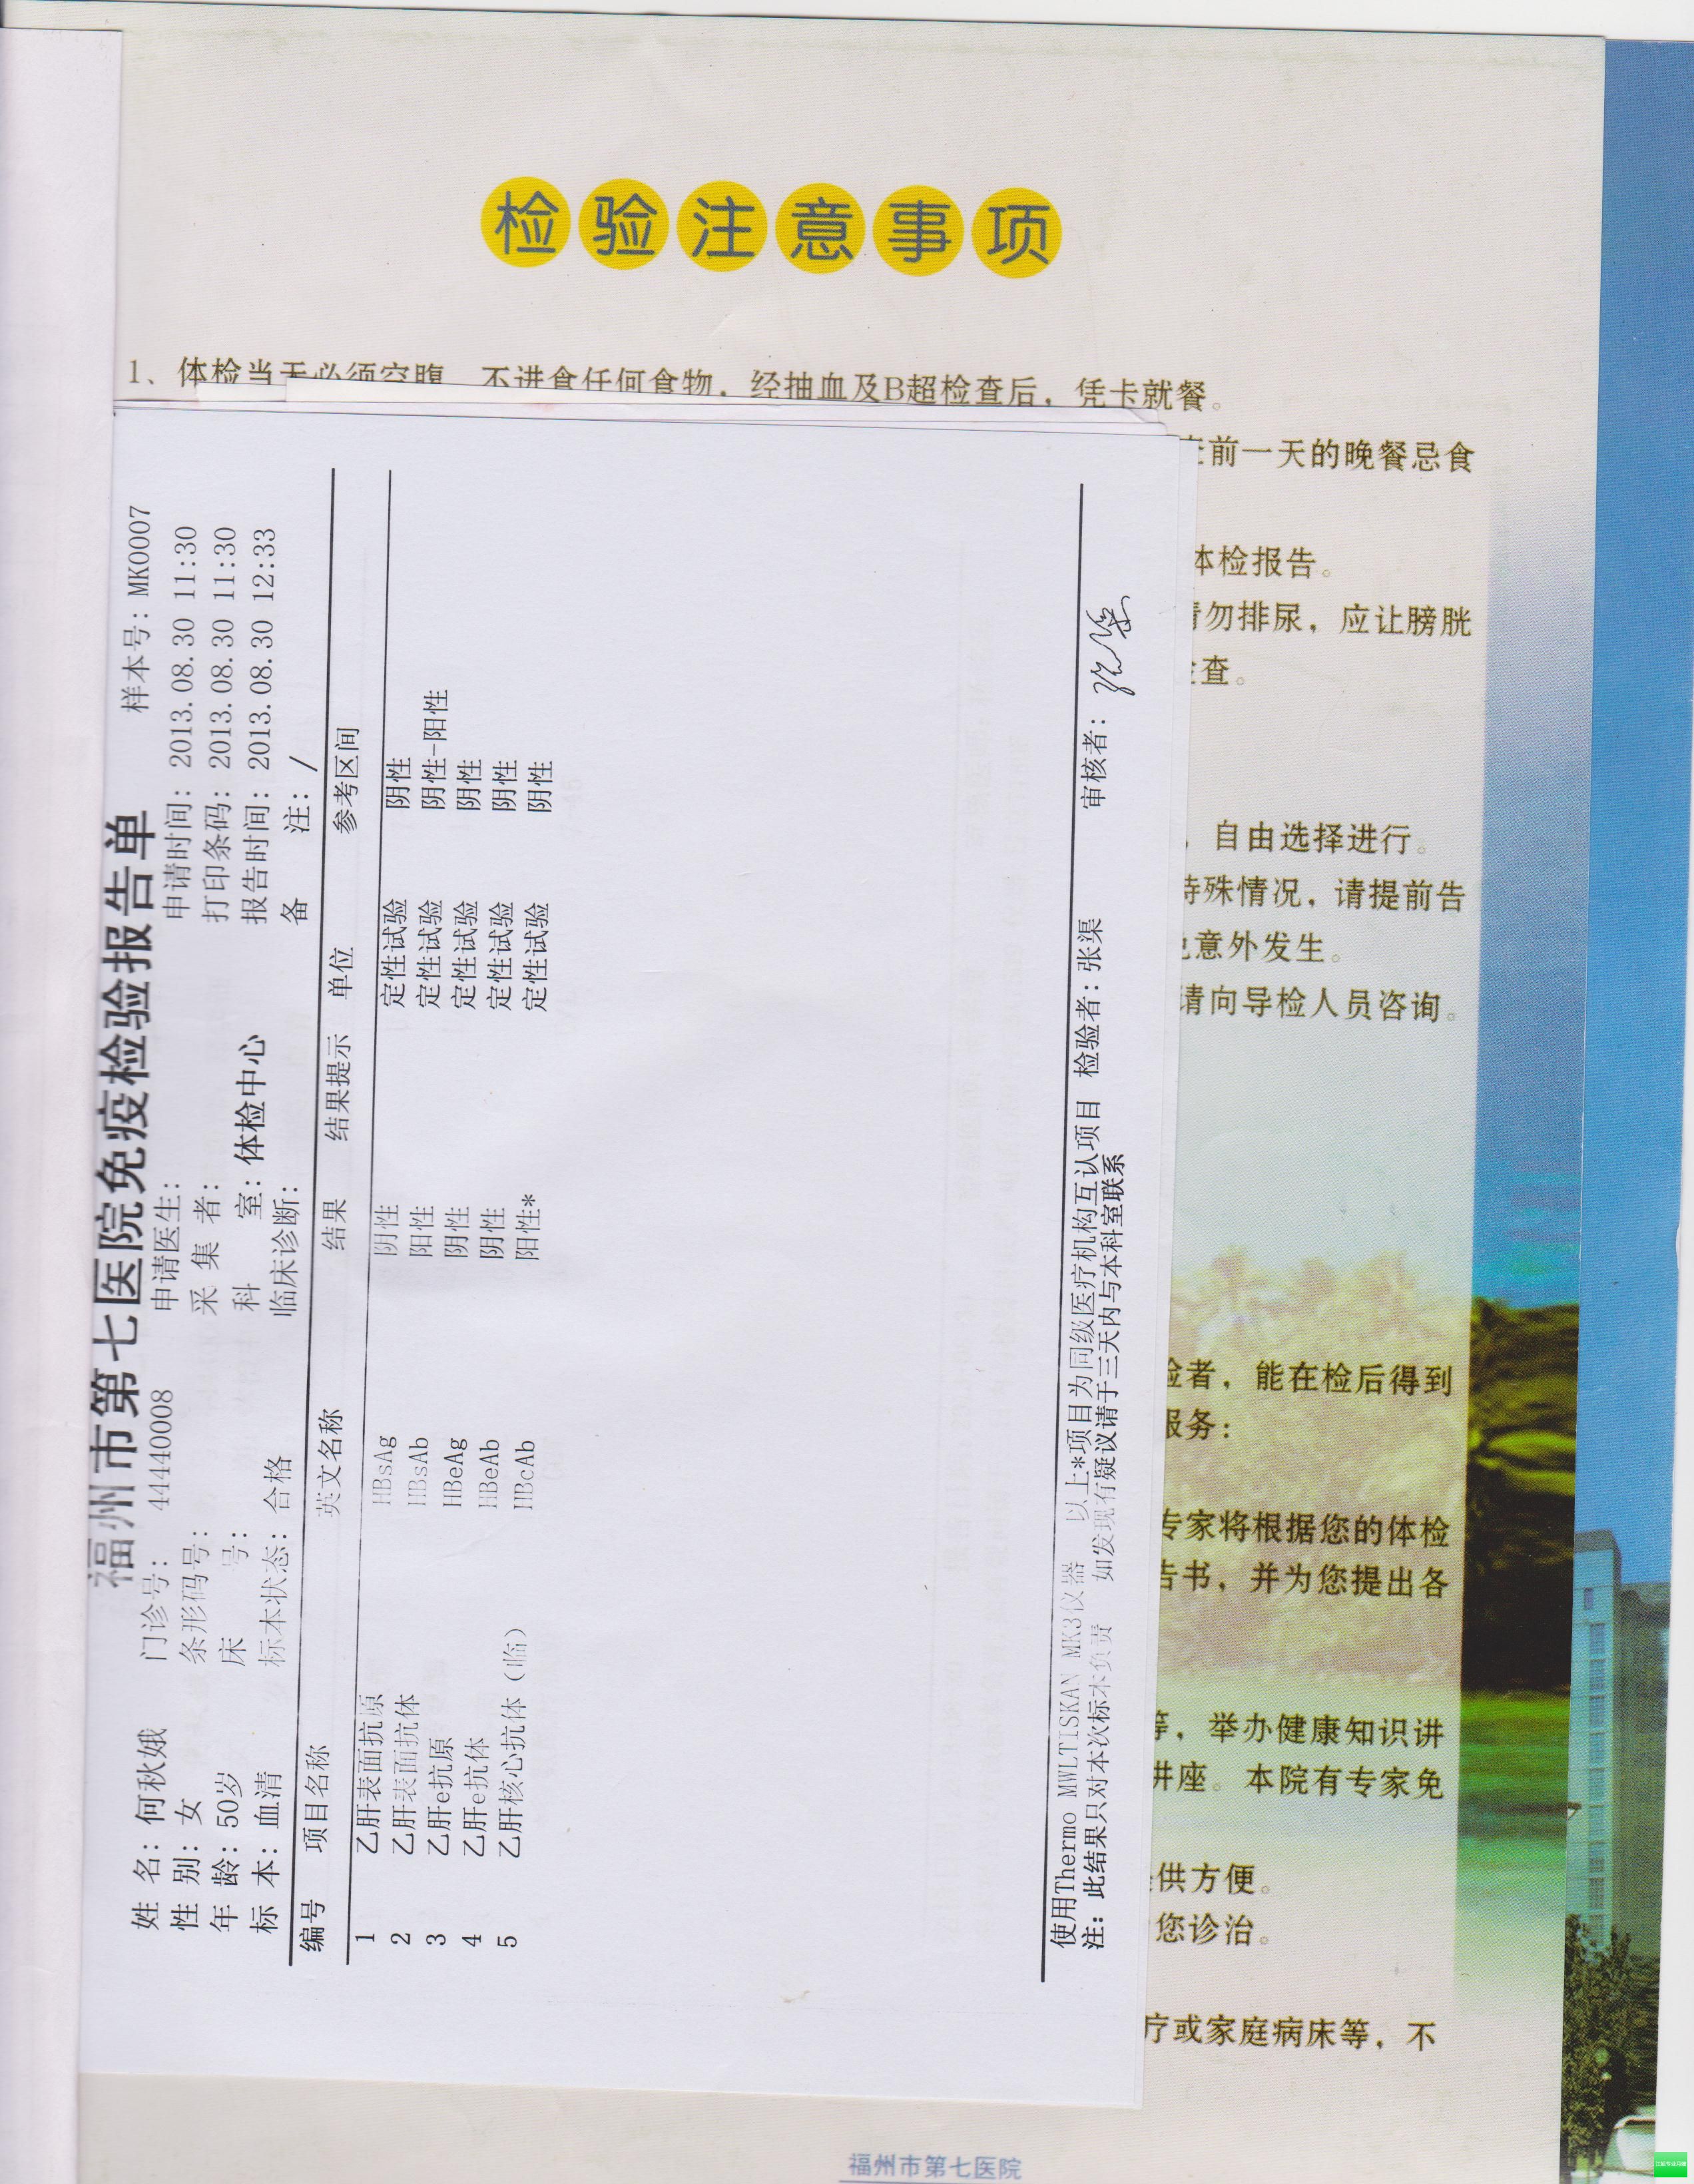 检验注意事项
1、体检当天必须空腹，不进食任何食物，经抽血及B超检查后，凭卡就餐。
前一天的晚餐忌食
体检报告。
请勿排尿，应让膀胱
查。
自由选择进行。
特殊情况，请提前告
意外发生。
请向导检人员咨询。
检者，能在检后得到
服务：
专家将根据您的体检
告书，并为您提出各
等，举办健康知识讲
讲座。本院有专家免
供方便。
您诊治。
疗或家庭病床等，不
福州市第七医院
福州市第七医院免疫检验报告单
样本号：MK0007
姓 名：何秋娥 门诊号：44440008 申请医生： 申请时间：2013.08.30 11:30
性 别：女 条形码号： 采 集 者： 打印条码：2013.08.30 11:30
年 龄：50岁 床 号： 科 室：体检中心 报告时间：2013.08.30 12:33
标 本：血清 标本状态：合格 临床诊断： 备 注：/
编号 项目名称 英文名称 结果 结果提示 单位 参考区间
1 乙肝表面抗原 HBsAg 阴性 定性试验 阴性
2 乙肝表面抗体 HBsAb 阳性 定性试验 阴性-阳性
3 乙肝e抗原 HBeAg 阴性 定性试验 阴性
4 乙肝e抗体 HBeAb 阴性 定性试验 阴性
5 乙肝核心抗体（临） HBcAb 阳性* 定性试验 阴性
使用Thermo MWLTISKAN MK3仪器 以上*项目为同级医疗机构互认项目 检验者：张渠 审核者：
注：此结果只对本次标本负责 如发现有疑议请于三天内与本科室联系